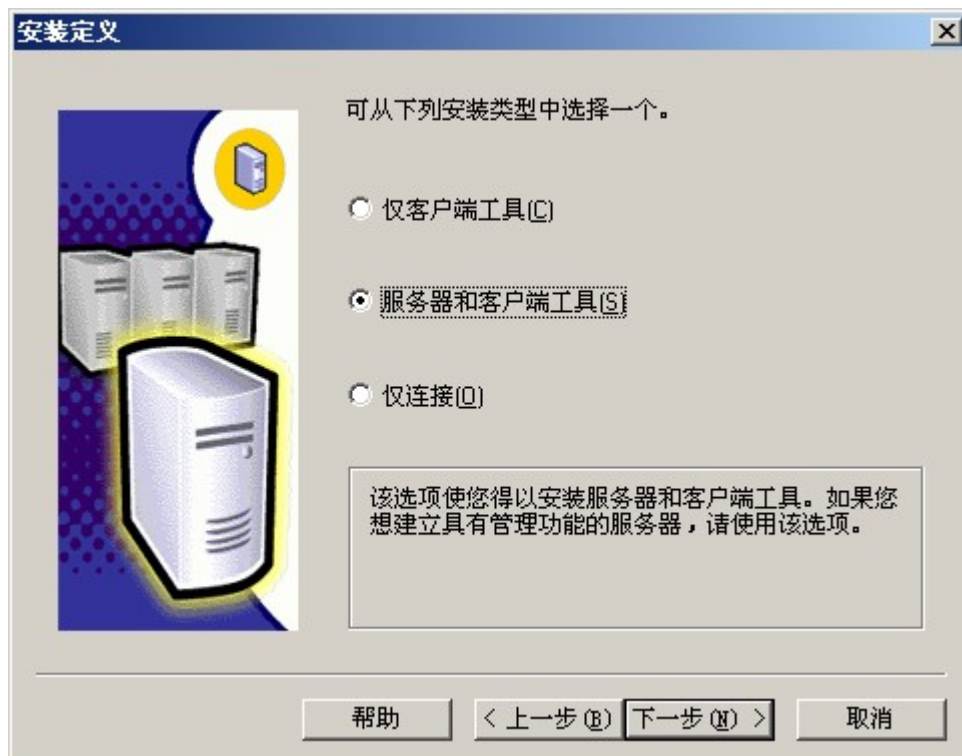 安装定义
可从下列安装类型中选择一个。
仅客户端工具(C)
服务器和客户端工具(S)
仅连接(O)
该选项使您得以安装服务器和客户端工具。如果您
想建立具有管理功能的服务器，请使用该选项。
帮助
< 上一步(B)
下一步(N) >
取消